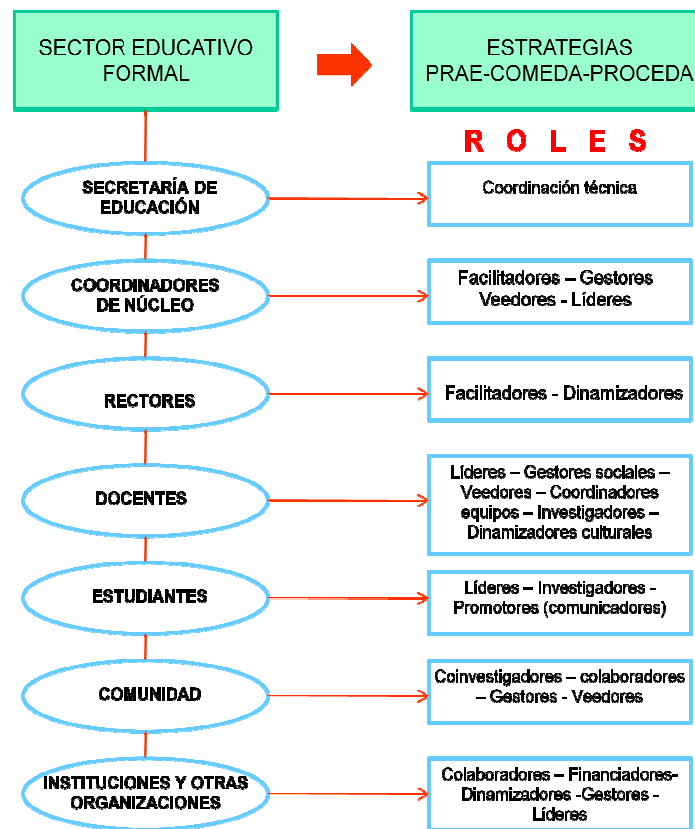 SECTOR EDUCATIVO
FORMAL
ESTRATEGIAS
PRAE-COMEDA-PROCEDA
R O L E S
SECRETARÍA DE
EDUCACIÓN
Coordinación técnica
COORDINADORES
DE NÚCLEO
Facilitadores – Gestores
Veedores - Líderes
RECTORES
Facilitadores - Dinamizadores
DOCENTES
Líderes – Gestores sociales –
Veedores – Coordinadores
equipos – Investigadores –
Dinamizadores culturales
ESTUDIANTES
Líderes – Investigadores -
Promotores (comunicadores)
COMUNIDAD
Coinvestigadores – colaboradores
– Gestores - Veedores
INSTITUCIONES Y OTRAS
ORGANIZACIONES
Colaboradores – Financiadores-
Dinamizadores -Gestores -
Líderes